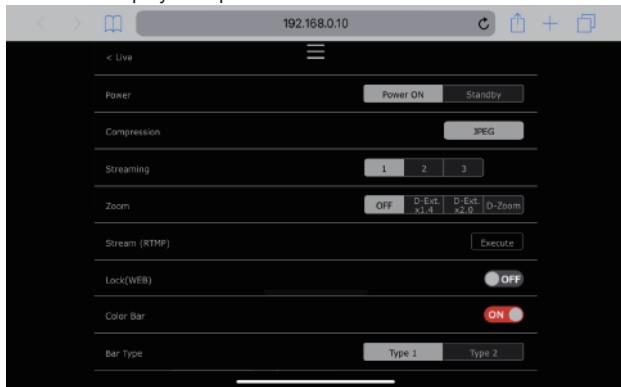 192.168.0.10
< Live
Power Power ON Standby
Compression JPEG
Streaming 1 2 3
Zoom OFF D-Ext. x1.4 D-Ext. x2.0 D-Zoom
Stream (RTMP) Execute
Lock(WEB) OFF
Color Bar ON
Bar Type Type 1 Type 2